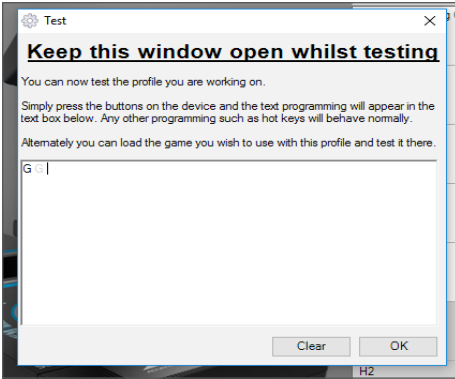 Test
Keep this window open whilst testing
You can now test the profile you are working on.
Simply press the buttons on the device and the text programming will appear in the
text box below. Any other programming such as hot keys will behave normally.
Alternately you can load the game you wish to use with this profile and test it there.
G G
Clear
OK
H2